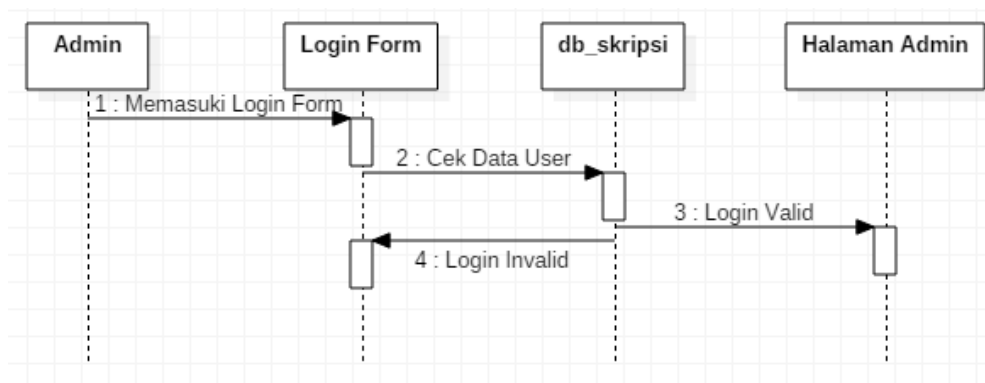 Admin
Login Form
db_skripsi
Halaman Admin
1 : Memasuki Login Form
2 : Cek Data User
3 : Login Valid
4 : Login Invalid